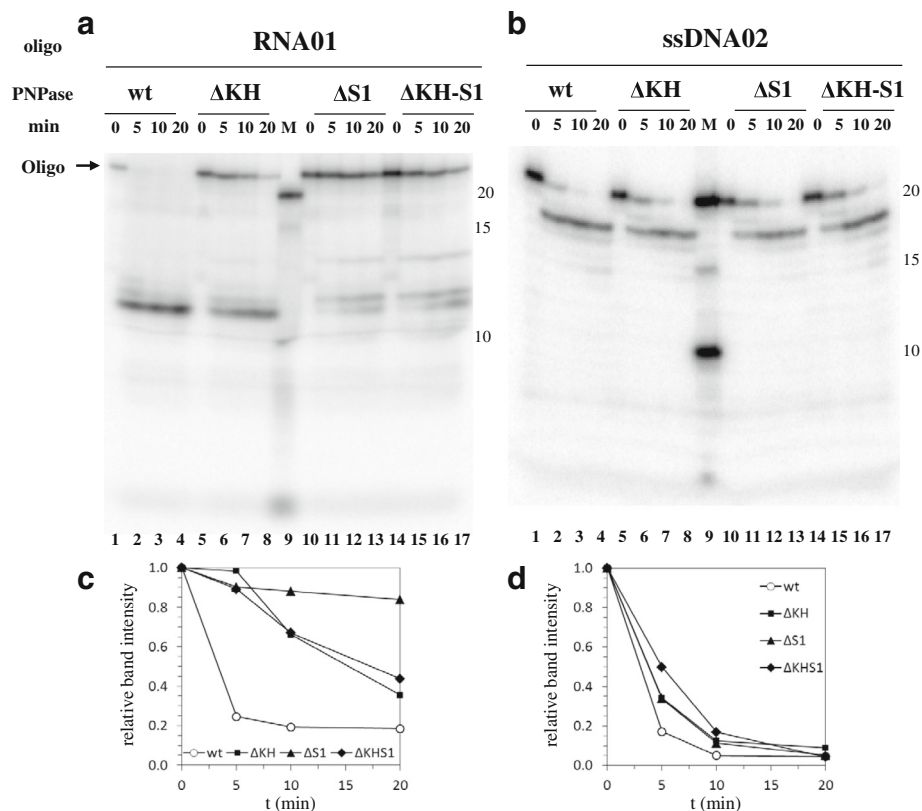 a
oligo RNA01
PNPase wt ΔKH ΔS1 ΔKH-S1
min 0 5 10 20 0 5 10 20 M 0 5 10 20 0 5 10 20
Oligo
20
15
10
1 2 3 4 5 6 7 8 9 10 11 12 13 14 15 16 17
b
ssDNA02
wt ΔKH ΔS1 ΔKH-S1
0 5 10 20 0 5 10 20 M 0 5 10 20 0 5 10 20
20
15
10
1 2 3 4 5 6 7 8 9 10 11 12 13 14 15 16 17
c
relative band intensity
1.0
0.8
0.6
0.4
0.2
0.0
wt ΔKH ΔS1 ΔKHS1
0 5 10 15 20
t (min)
d
relative band intensity
1.0
0.8
0.6
0.4
0.2
0.0
wt
ΔKH
ΔS1
ΔKHS1
0 5 10 15 20
t (min)